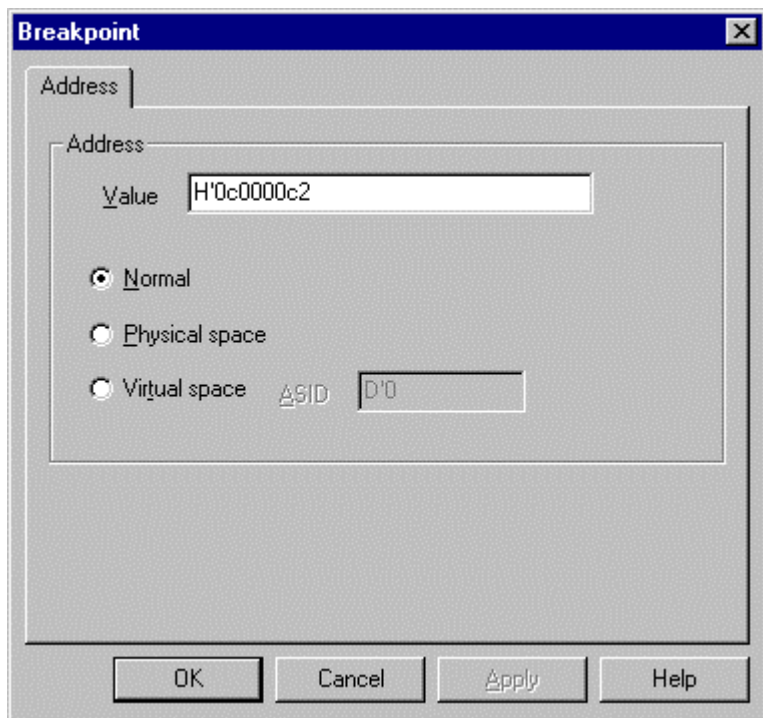 Breakpoint
Address
Address
Value H'0c0000c2
Normal
Physical space
Virtual space ASID D'0
OK Cancel Apply Help